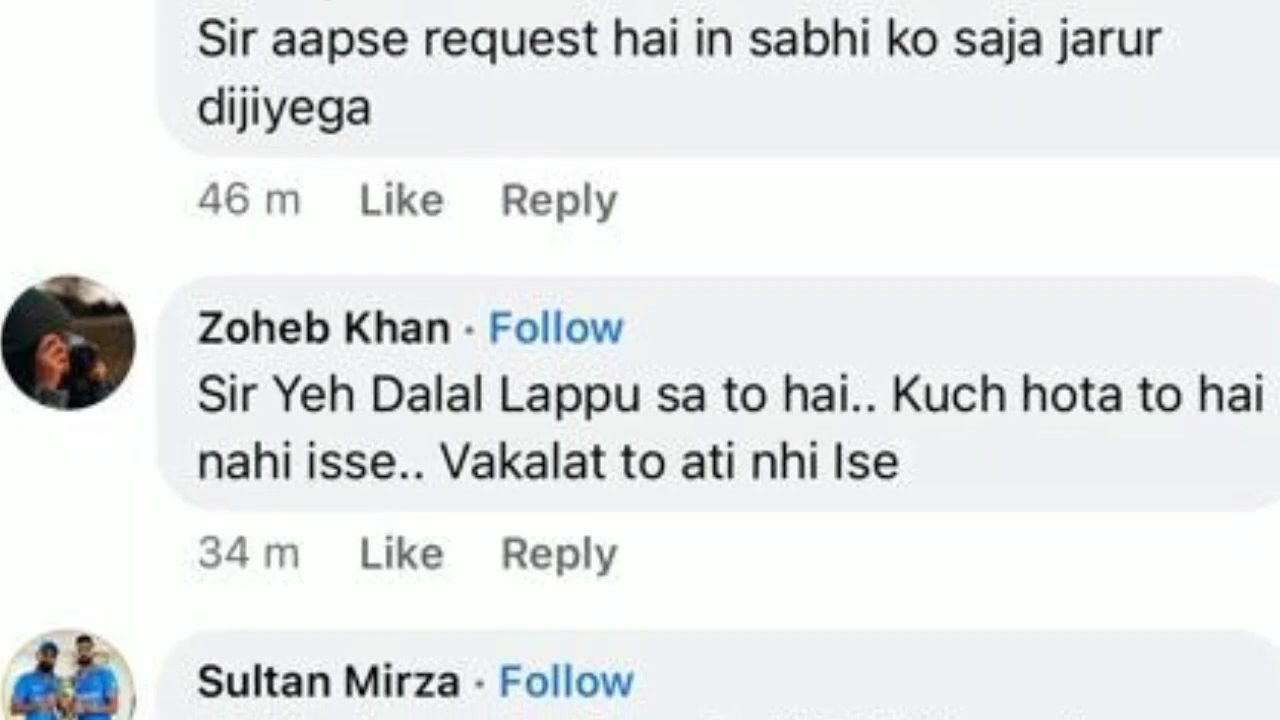 Sir aapse request hai in sabhi ko saja jarur
dijiyega
46 m Like Reply
Zoheb Khan · Follow
Sir Yeh Dalal Lappu sa to hai.. Kuch hota to hai
nahi isse.. Vakalat to ati nhi Ise
34 m Like Reply
Sultan Mirza · Follow